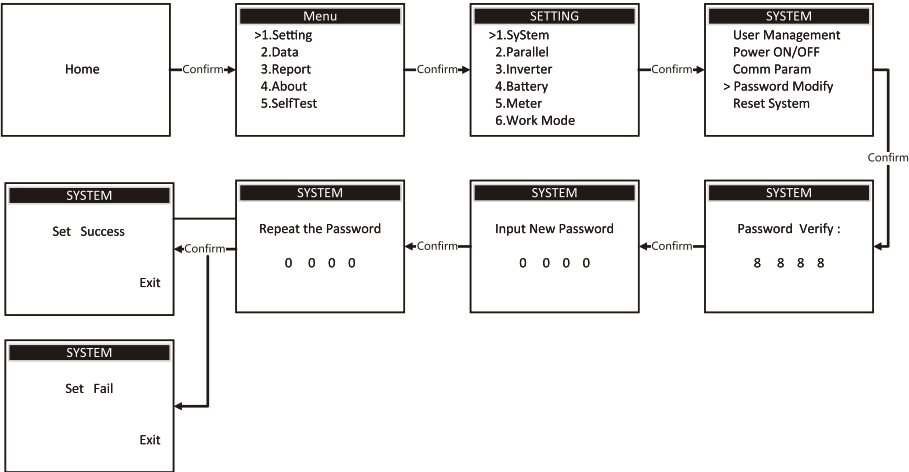 Home
Confirm
Menu
>1.Setting
2.Data
3.Report
4.About
5.SelfTest
Confirm
SETTING
>1.SyStem
2.Parallel
3.Inverter
4.Battery
5.Meter
6.Work Mode
Confirm
SYSTEM
User Management
Power ON/OFF
Comm Param
> Password Modify
Reset System
Confirm
SYSTEM
Password Verify :
8 8 8 8
Confirm
SYSTEM
Input New Password
0 0 0 0
Confirm
SYSTEM
Repeat the Password
0 0 0 0
Confirm
SYSTEM
Set Success
Exit
SYSTEM
Set Fail
Exit